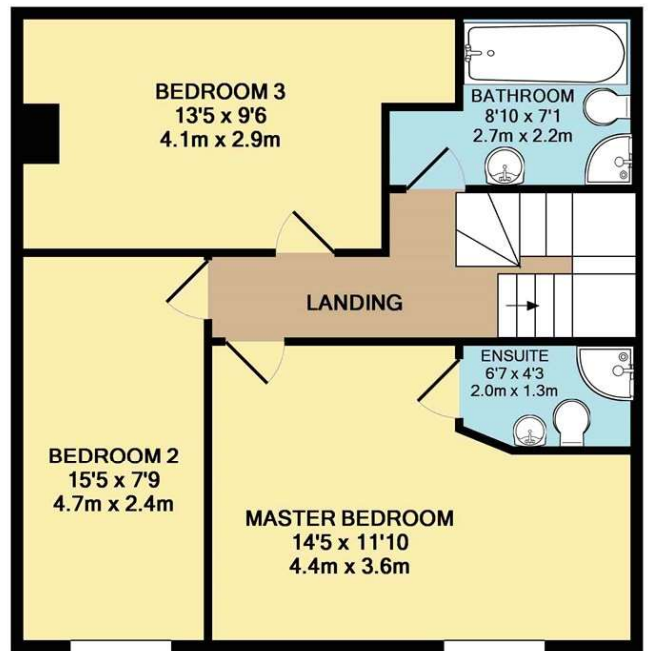 BEDROOM 3
13'5 x 9'6
4.1m x 2.9m
BATHROOM
8'10 x 7'1
2.7m x 2.2m
LANDING
ENSUITE
6'7 x 4'3
2.0m x 1.3m
BEDROOM 2
15'5 x 7'9
4.7m x 2.4m
MASTER BEDROOM
14'5 x 11'10
4.4m x 3.6m